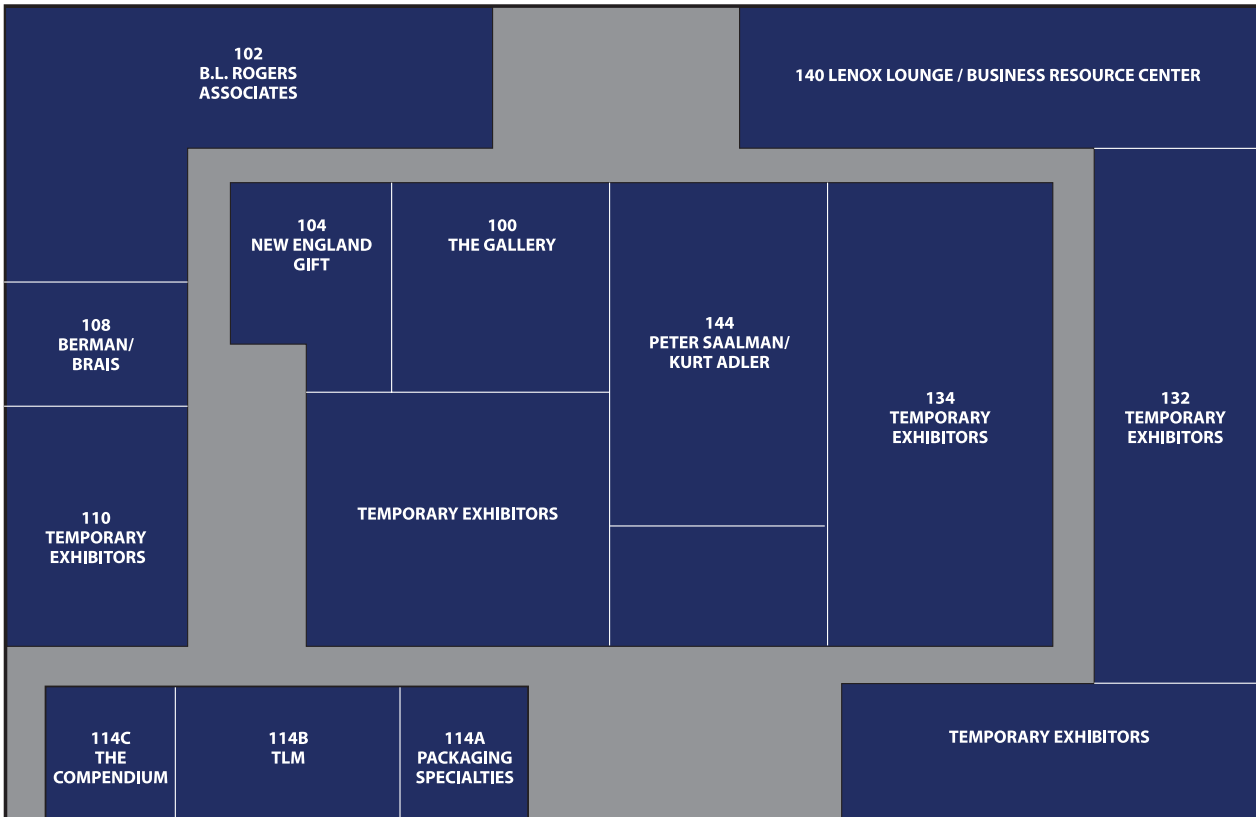 102
B.L. ROGERS
ASSOCIATES
140 LENOX LOUNGE / BUSINESS RESOURCE CENTER
104
NEW ENGLAND
GIFT
100
THE GALLERY
108
BERMAN/
BRAIS
144
PETER SAALMAN/
KURT ADLER
134
TEMPORARY
EXHIBITORS
132
TEMPORARY
EXHIBITORS
110
TEMPORARY
EXHIBITORS
TEMPORARY EXHIBITORS
114C
THE
COMPENDIUM
114B
TLM
114A
PACKAGING
SPECIALTIES
TEMPORARY EXHIBITORS